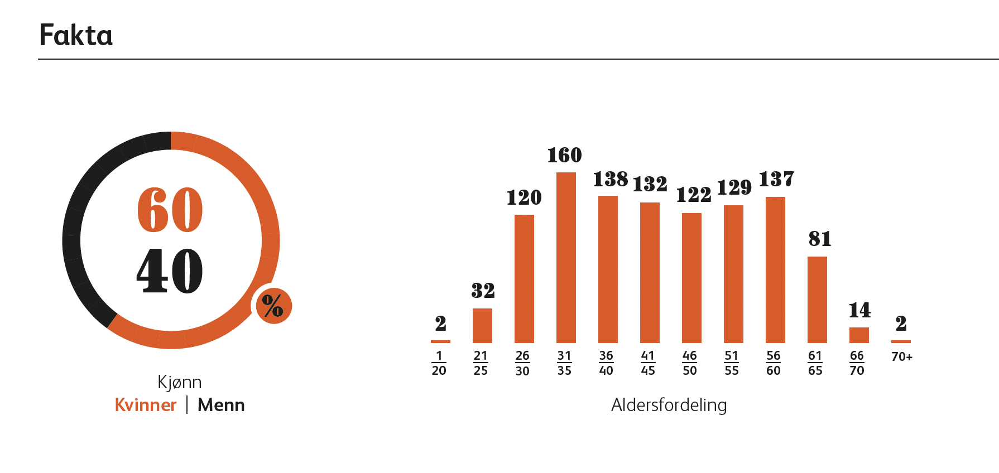 Fakta
60
40
%
Kjønn
Kvinner | Menn
2 32 120 160 138 132 122 129 137 81 14 2
1 21 26 31 36 41 46 51 56 61 66 70+
20 25 30 35 40 45 50 55 60 65 70
Aldersfordeling